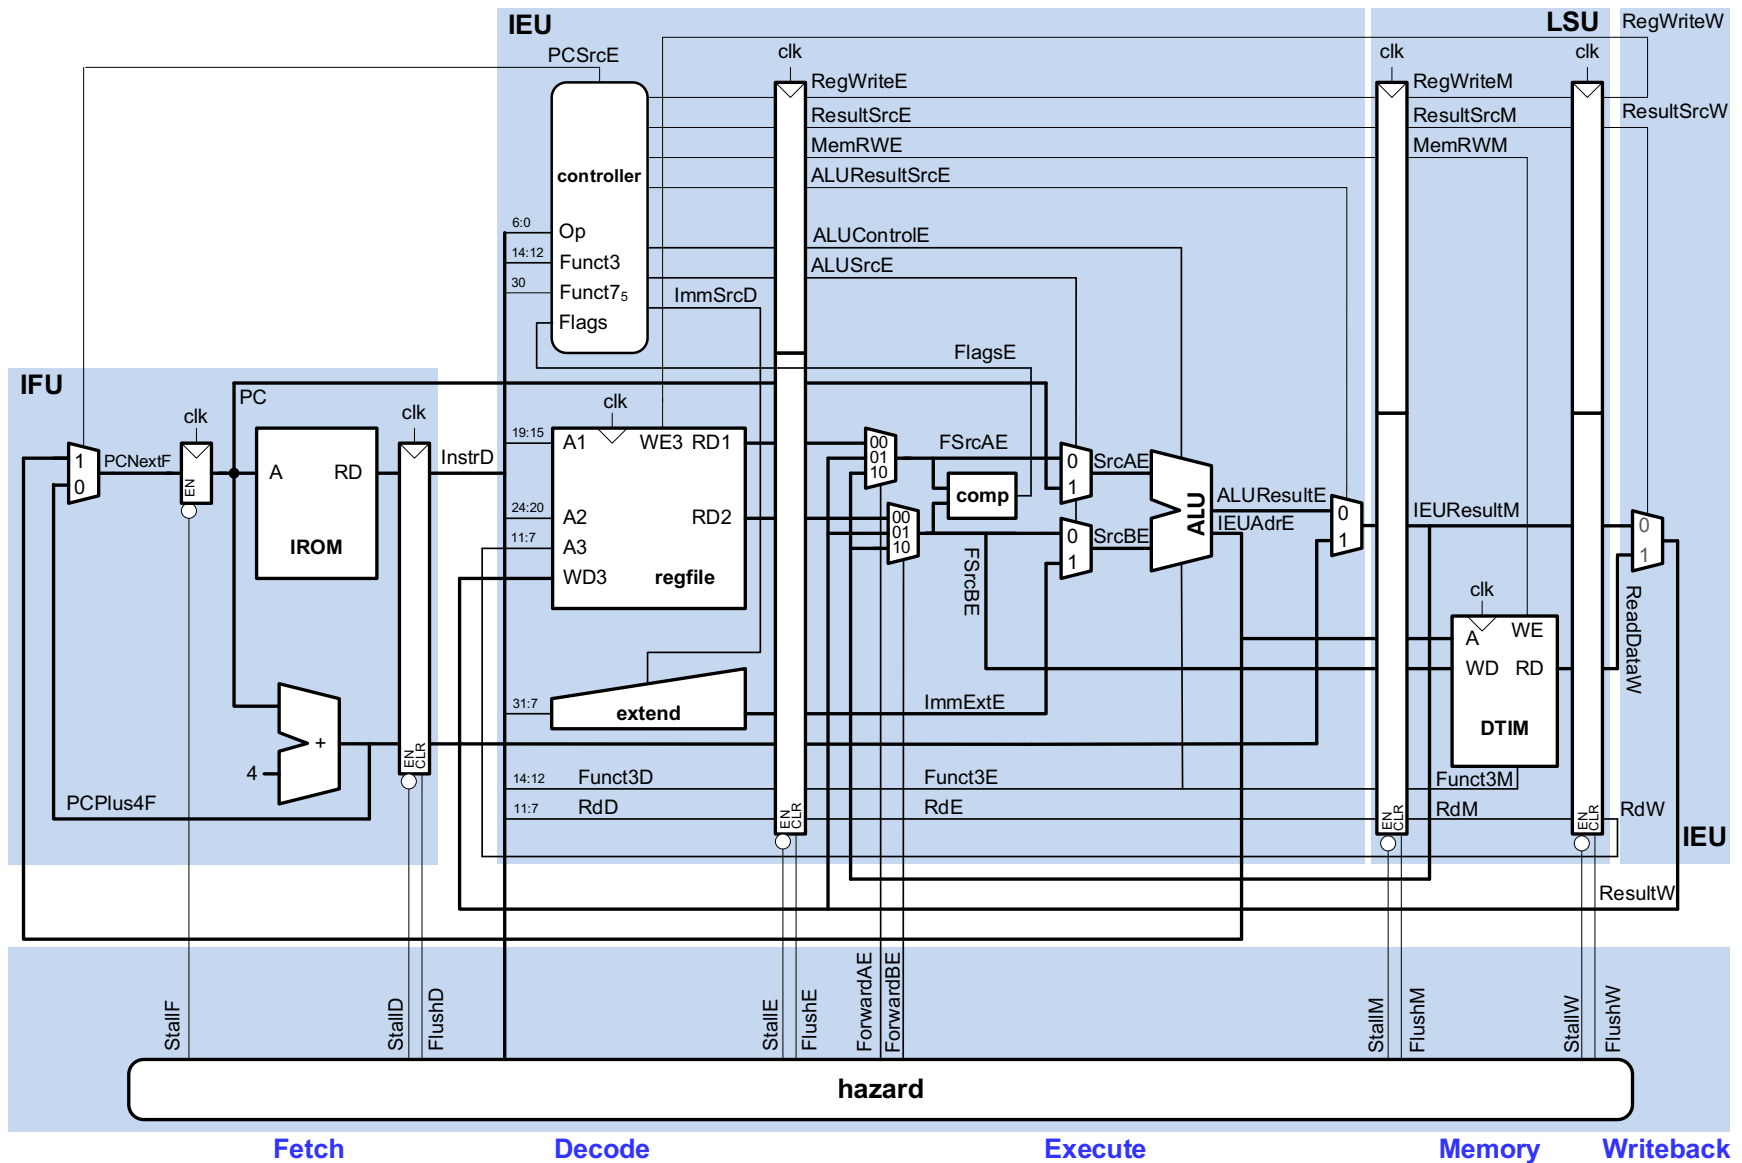 IEU
LSU
RegWriteW
PCSrcE
clk
clk
clk
RegWriteE
RegWriteM
ResultSrcE
ResultSrcM
ResultSrcW
MemRWE
MemRWM
controller
ALUResultSrcE
6:0
Op
ALUControlE
14:12
Funct3
ALUSrcE
30
Funct7₅
ImmSrcD
Flags
FlagsE
IFU
PC
clk
clk
clk
19:15
A1
WE3
RD1
00
01
10
FSrcAE
0
1
SrcAE
1
0
PCNextF
EN
A
RD
IROM
InstrD
comp
ALU
ALUResultE
IEUAdrE
0
1
IEUResultM
0
1
24:20
A2
RD2
00
01
10
11:7
A3
WD3
regfile
0
1
SrcBE
FSrcBE
clk
A
WE
WD
RD
DTIM
ReadDataW
31:7
extend
ImmExtE
+
4
EN
CLR
PCPlus4F
14:12
Funct3D
Funct3E
Funct3M
11:7
RdD
RdE
RdM
RdW
EN
CLR
EN
CLR
EN
CLR
IEU
ResultW
StallF
StallD
FlushD
StallE
FlushE
ForwardAE
ForwardBE
StallM
FlushM
StallW
FlushW
hazard
Fetch
Decode
Execute
Memory
Writeback